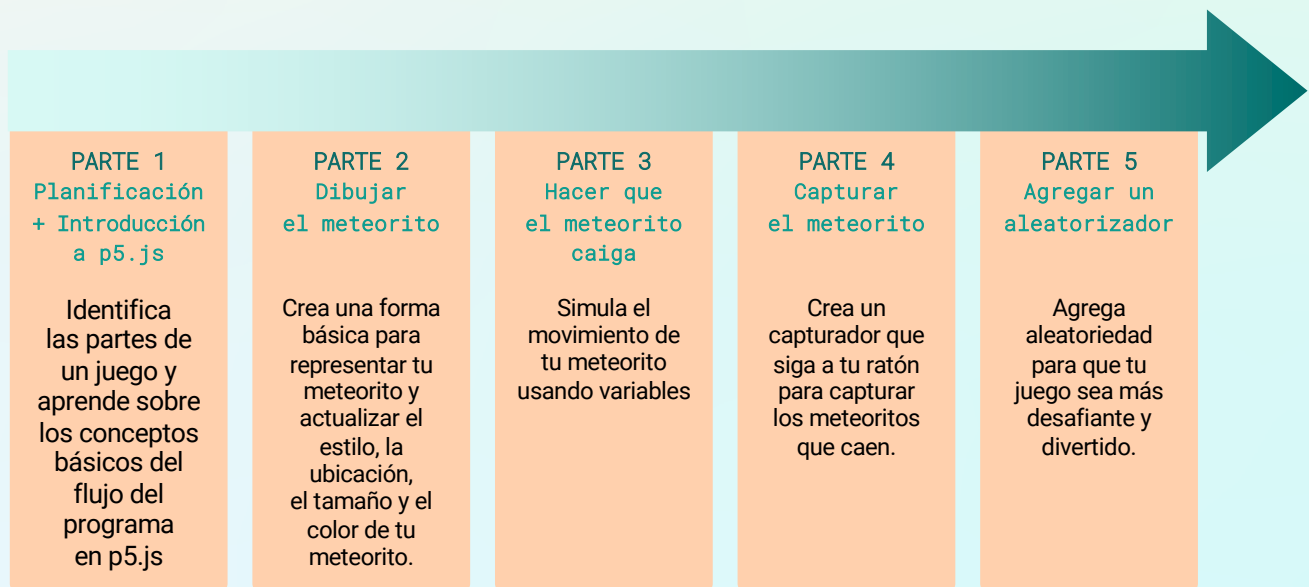 PARTE 1
Planificación
+ Introducción
a p5.js
Identifica
las partes de
un juego y
aprende sobre
los conceptos
básicos del
flujo del
programa
en p5.js
PARTE 2
Dibujar
el meteorito
Crea una forma
básica para
representar tu
meteorito y
actualizar el
estilo, la
ubicación,
el tamaño y el
color de tu
meteorito.
PARTE 3
Hacer que
el meteorito
caiga
Simula el
movimiento de
tu meteorito
usando variables
PARTE 4
Capturar
el meteorito
Crea un
capturador que
siga a tu ratón
para capturar
los meteoritos
que caen.
PARTE 5
Agregar un
aleatorizador
Agrega
aleatoriedad
para que tu
juego sea más
desafiante y
divertido.